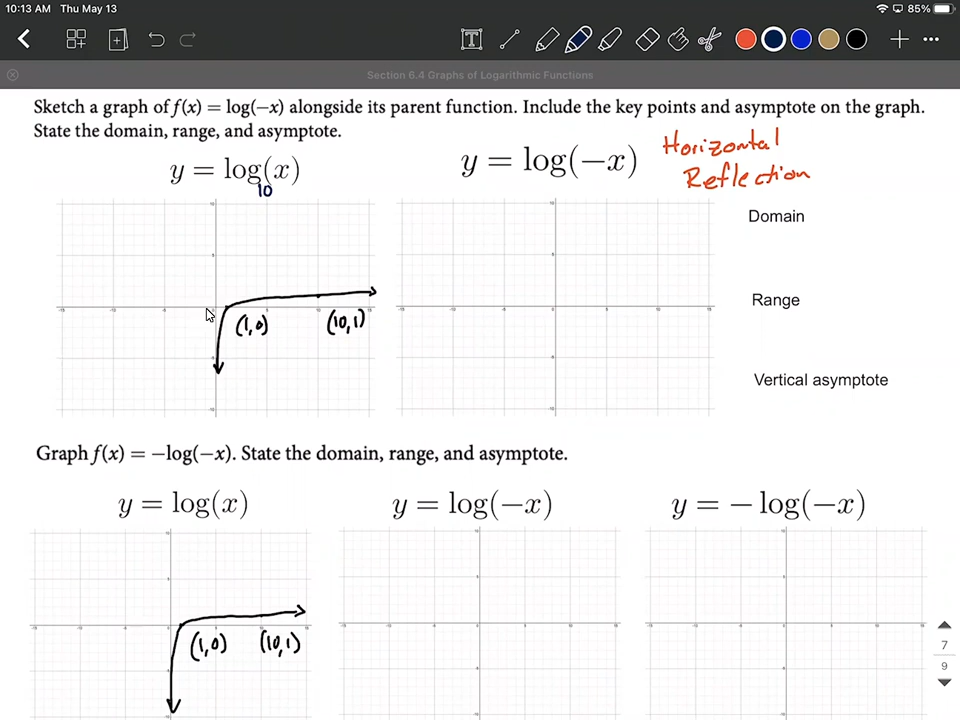 10:13 AM Thu May 13
85%
Section 6.4 Graphs of Logarithmic Functions
Sketch a graph of f(x) = log(−x) alongside its parent function. Include the key points and asymptote on the graph.
State the domain, range, and asymptote.
y = log(x)
10
y = log(−x)
Horizontal
Reflection
Domain
(1,0)
(10,1)
Range
Vertical asymptote
Graph f(x) = −log(−x). State the domain, range, and asymptote.
y = log(x)
y = log(−x)
y = − log(−x)
(1,0)
(10,1)
7
9